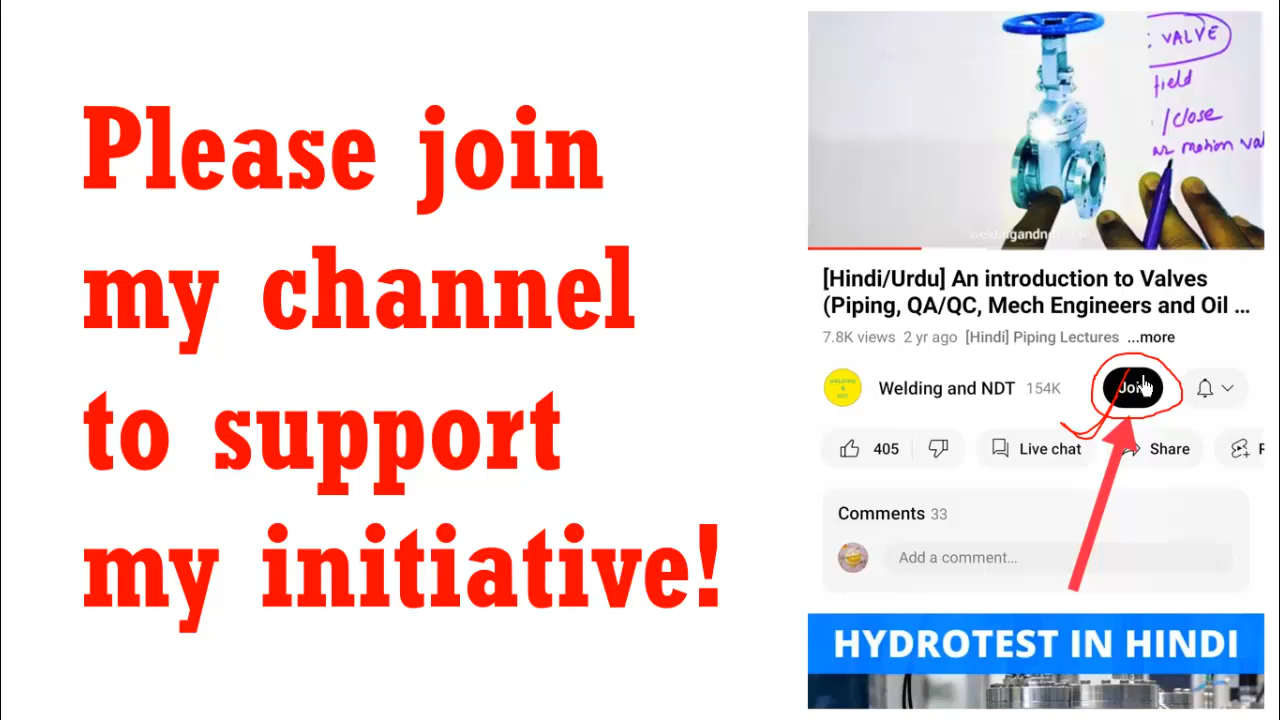 Please join
my channel
to support
my initiative!
VALVE
field
/close
motion
[Hindi/Urdu] An introduction to Valves
(Piping, QA/QC, Mech Engineers and Oil ...
7.8K views 2 yr ago [Hindi] Piping Lectures ...more
Welding and NDT 154K
405 Live chat Share
Comments 33
Add a comment...
HYDROTEST IN HINDI